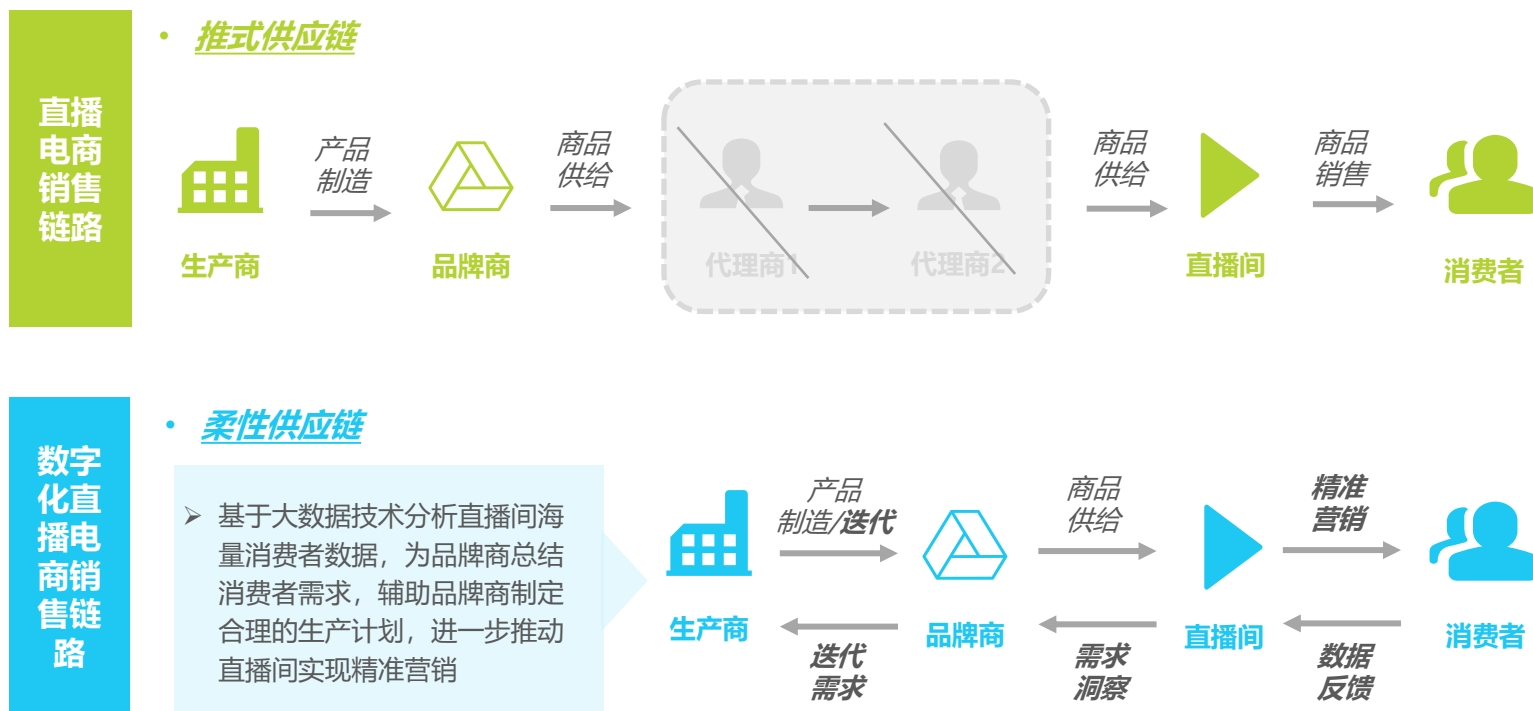 直播
电商
销售
链路
• 推式供应链
产品
制造
商品
供给
商品
供给
商品
销售
生产商
品牌商
代理商1
代理商2
直播间
消费者
数字
化直
播电
商销
售链
路
• 柔性供应链
➢ 基于大数据技术分析直播间海
量消费者数据，为品牌商总结
消费者需求，辅助品牌商制定
合理的生产计划，进一步推动
直播间实现精准营销
产品
制造/迭代
商品
供给
精准
营销
生产商
品牌商
直播间
消费者
迭代
需求
需求
洞察
数据
反馈